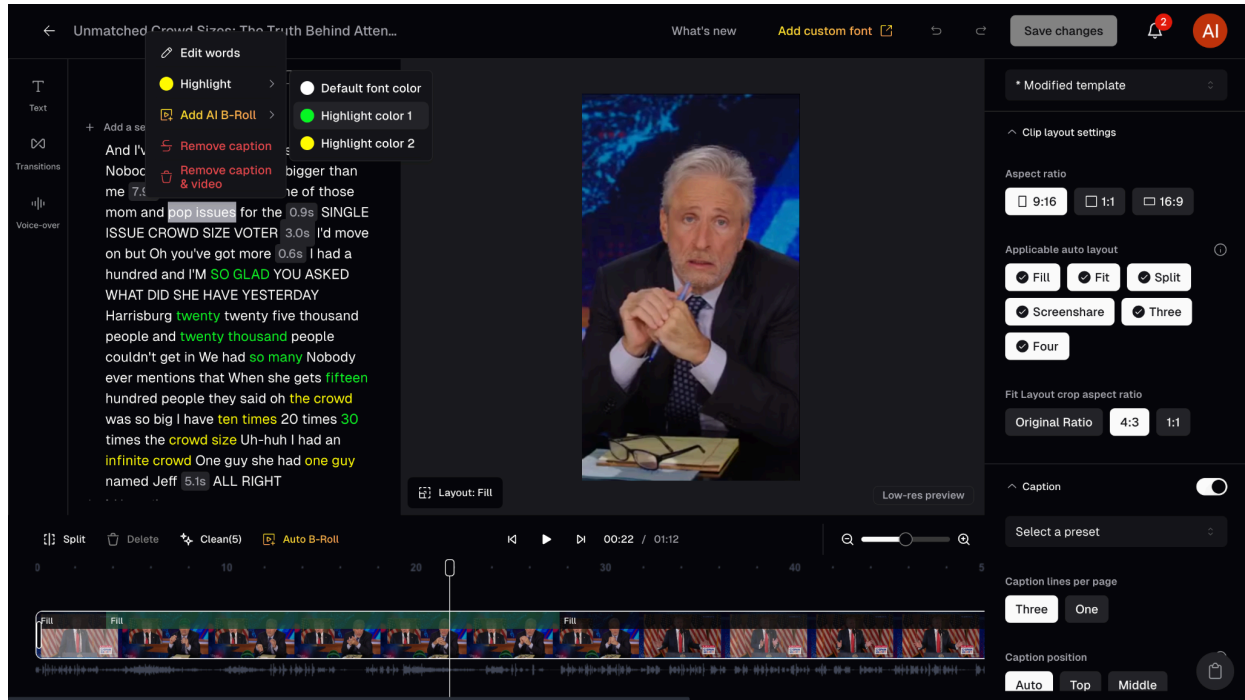 Unmatched Crowd Sizes: The Truth Behind Atten...
What's new
Add custom font
Save changes
2
AI
Text
Transitions
Voice-over
Edit words
Highlight
Add AI B-Roll
Remove caption
Remove caption
& video
Default font color
Highlight color 1
Highlight color 2
+ Add a se
And I'v
Nobod bigger than
me 7.9 ne of those
mom and pop issues for the 0.9s SINGLE
ISSUE CROWD SIZE VOTER 3.0s I'd move
on but Oh you've got more 0.6s I had a
hundred and I'M SO GLAD YOU ASKED
WHAT DID SHE HAVE YESTERDAY
Harrisburg twenty twenty five thousand
people and twenty thousand people
couldn't get in We had so many Nobody
ever mentions that When she gets fifteen
hundred people they said oh the crowd
was so big I have ten times 20 times 30
times the crowd size Uh-huh I had an
infinite crowd One guy she had one guy
named Jeff 5.1s ALL RIGHT
Layout: Fill
Low-res preview
* Modified template
Clip layout settings
Aspect ratio
9:16 1:1 16:9
Applicable auto layout
Fill Fit Split
Screenshare Three
Four
Fit Layout crop aspect ratio
Original Ratio 4:3 1:1
Caption
Select a preset
Caption lines per page
Three One
Caption position
Auto Top Middle
Split Delete Clean(5) Auto B-Roll
00:22 / 01:12
0 10 20 30 40 5
Fill Fill Fill